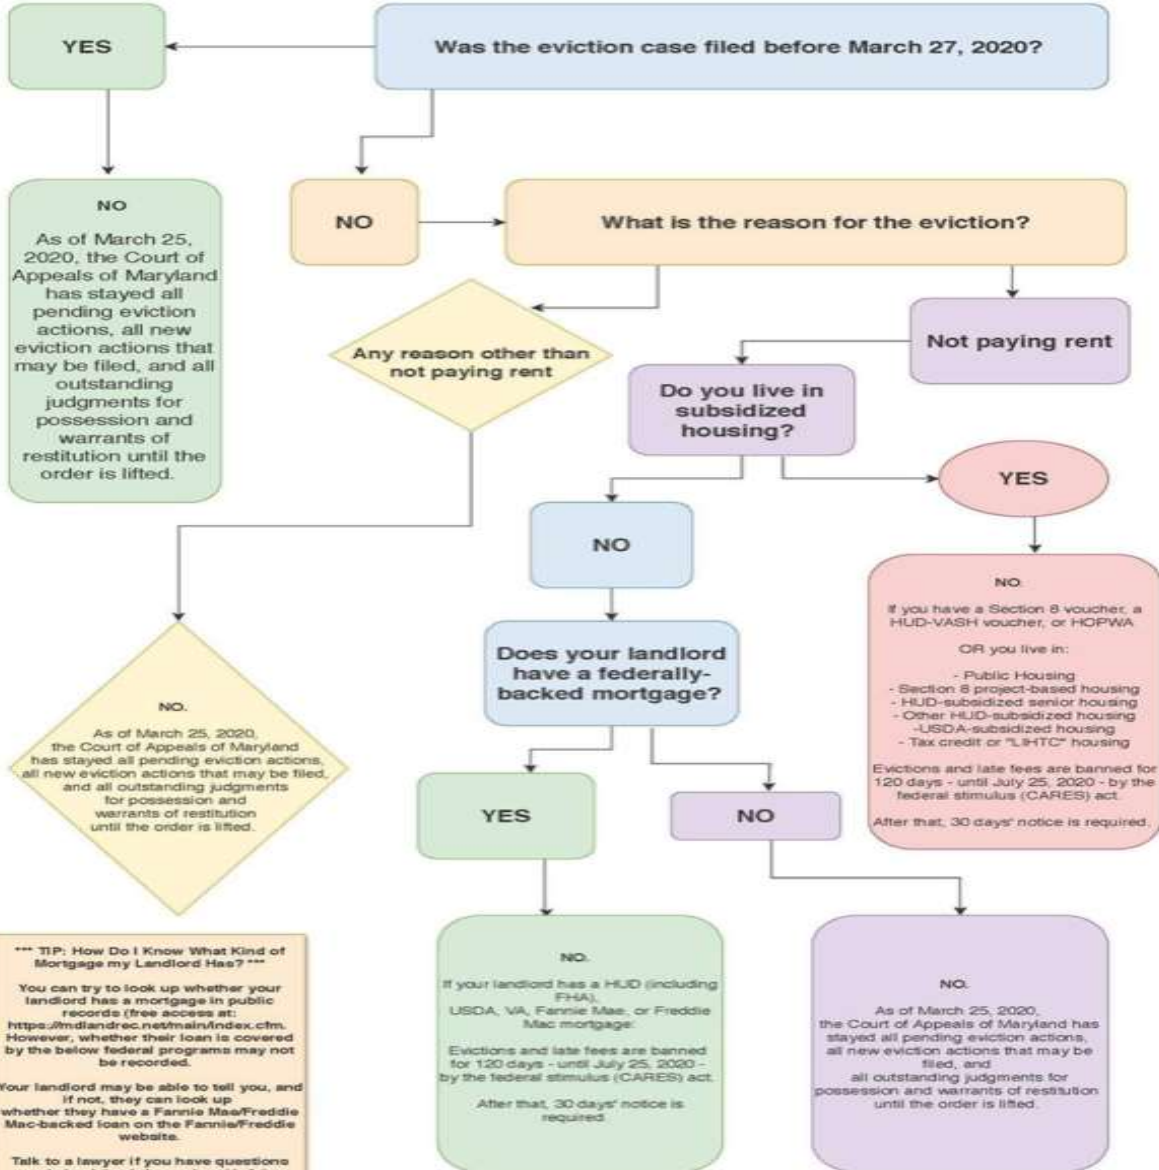 YES
Was the eviction case filed before March 27, 2020?
NO
As of March 25,
2020, the Court of
Appeals of Maryland
has stayed all
pending eviction
actions, all new
eviction actions that
may be filed, and all
outstanding
judgments for
possession and
warrants of
restitution until the
order is lifted.
NO
What is the reason for the eviction?
Any reason other than
not paying rent
Not paying rent
Do you live in
subsidized
housing?
YES
NO
NO.
If you have a Section 8 voucher, a
HUD-VASH voucher, or HOPWA
OR you live in:
- Public Housing
- Section 8 project-based housing
- HUD-subsidized senior housing
- Other HUD-subsidized housing
-USDA-subsidized housing
- Tax credit or "LIHTC" housing
Evictions and late fees are banned for
120 days - until July 25, 2020 - by the
federal stimulus (CARES) act.
After that, 30 days' notice is required.
Does your landlord
have a federally-
backed mortgage?
NO.
As of March 25, 2020,
the Court of Appeals of Maryland
has stayed all pending eviction actions,
all new eviction actions that may be filed,
and all outstanding judgments
for possession and
warrants of restitution
until the order is lifted.
YES
NO
*** TIP: How Do I Know What Kind of
Mortgage my Landlord Has? ***
You can try to look up whether your
landlord has a mortgage in public
records (free access at:
https://mdlandrec.net/main/index.cfm.
However, whether their loan is covered
by the below federal programs may not
be recorded.
Your landlord may be able to tell you, and
if not, they can look up
whether they have a Fannie Mae/Freddie
Mac-backed loan on the Fannie/Freddie
website.
Talk to a lawyer if you have questions
NO.
If your landlord has a HUD (including
FHA),
USDA, VA, Fannie Mae, or Freddie
Mac mortgage:
Evictions and late fees are banned
for 120 days - until July 25, 2020 -
by the federal stimulus (CARES) act.
After that, 30 days' notice is
required.
NO.
As of March 25, 2020,
the Court of Appeals of Maryland has
stayed all pending eviction actions,
all new eviction actions that may be
filed, and
all outstanding judgments for
possession and warrants of restitution
until the order is lifted.